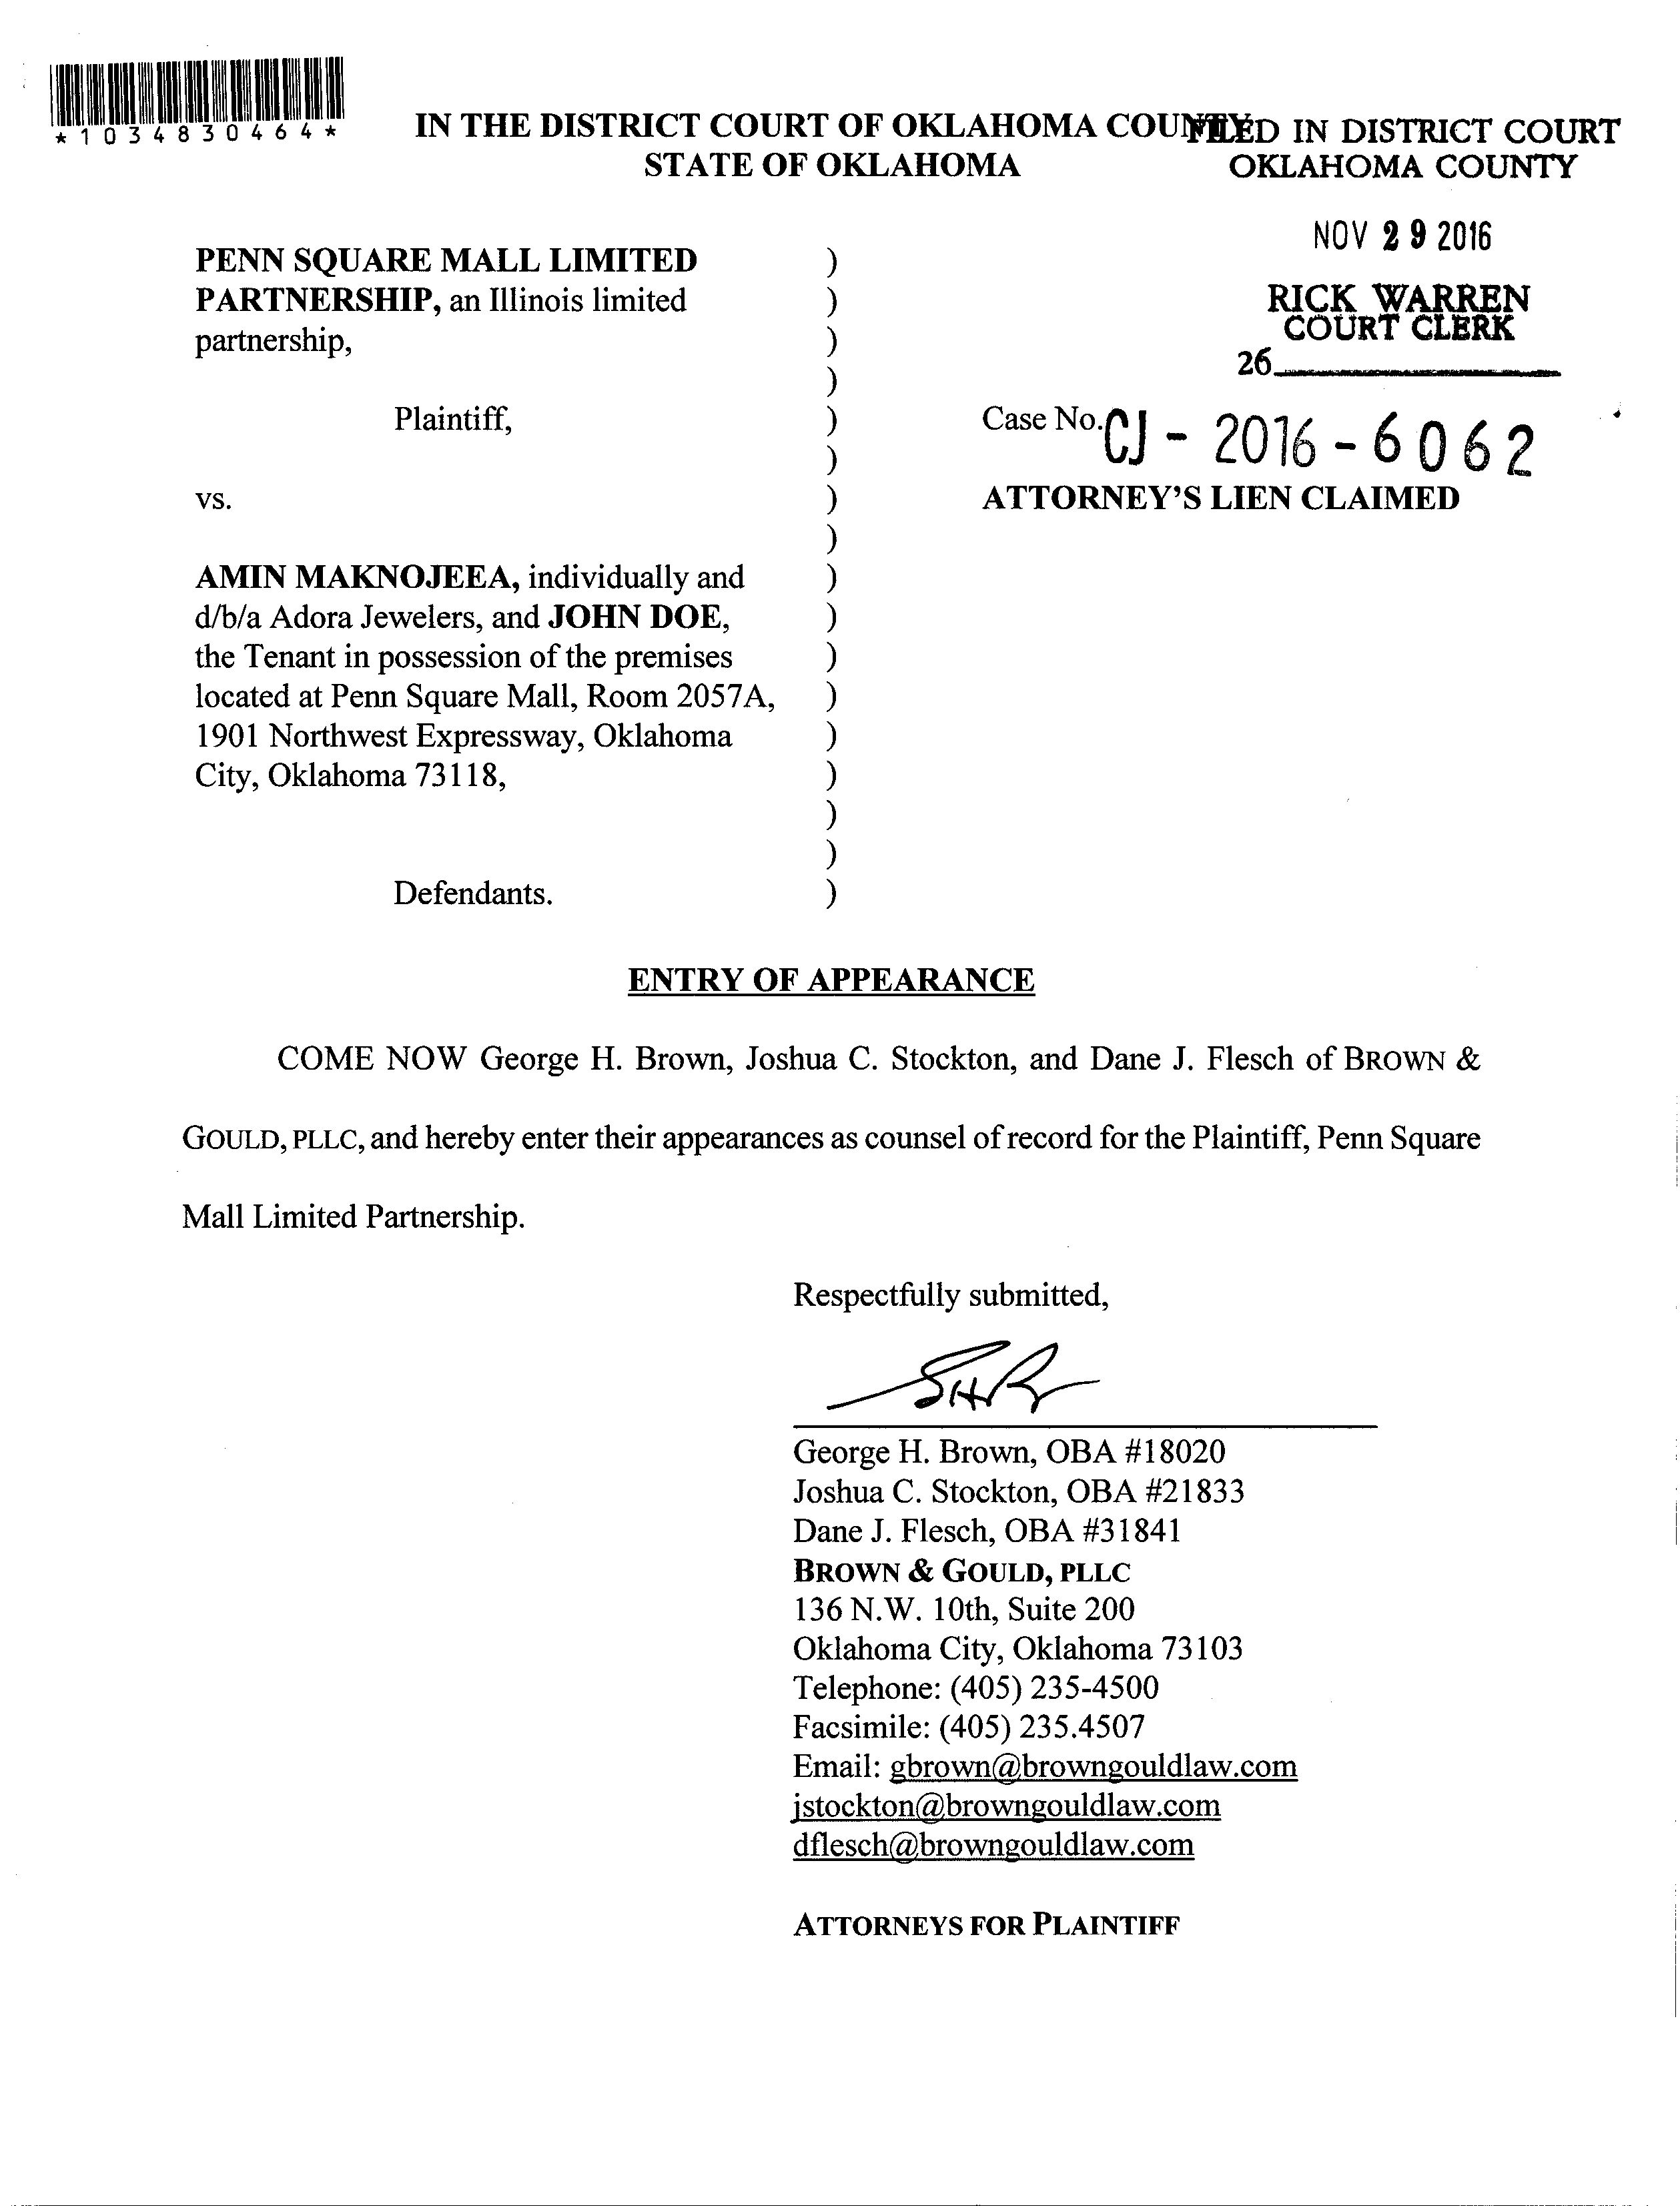 *1034830464*
IN THE DISTRICT COURT OF OKLAHOMA COUNTY
STATE OF OKLAHOMA
FILED IN DISTRICT COURT
OKLAHOMA COUNTY
NOV 29 2016
RICK WARREN
COURT CLERK
26
PENN SQUARE MALL LIMITED )
PARTNERSHIP, an Illinois limited )
partnership, )
)
Plaintiff, )
)
vs. )
)
AMIN MAKNOJEEA, individually and )
d/b/a Adora Jewelers, and JOHN DOE, )
the Tenant in possession of the premises )
located at Penn Square Mall, Room 2057A, )
1901 Northwest Expressway, Oklahoma )
City, Oklahoma 73118, )
)
)
Defendants. )
Case No. CJ - 2016 - 6062
ATTORNEY'S LIEN CLAIMED
ENTRY OF APPEARANCE
COME NOW George H. Brown, Joshua C. Stockton, and Dane J. Flesch of BROWN &
GOULD, PLLC, and hereby enter their appearances as counsel of record for the Plaintiff, Penn Square
Mall Limited Partnership.
Respectfully submitted,
George H. Brown, OBA #18020
Joshua C. Stockton, OBA #21833
Dane J. Flesch, OBA #31841
BROWN & GOULD, PLLC
136 N.W. 10th, Suite 200
Oklahoma City, Oklahoma 73103
Telephone: (405) 235-4500
Facsimile: (405) 235.4507
Email: gbrown@browngouldlaw.com
jstockton@browngouldlaw.com
dflesch@browngouldlaw.com
ATTORNEYS FOR PLAINTIFF